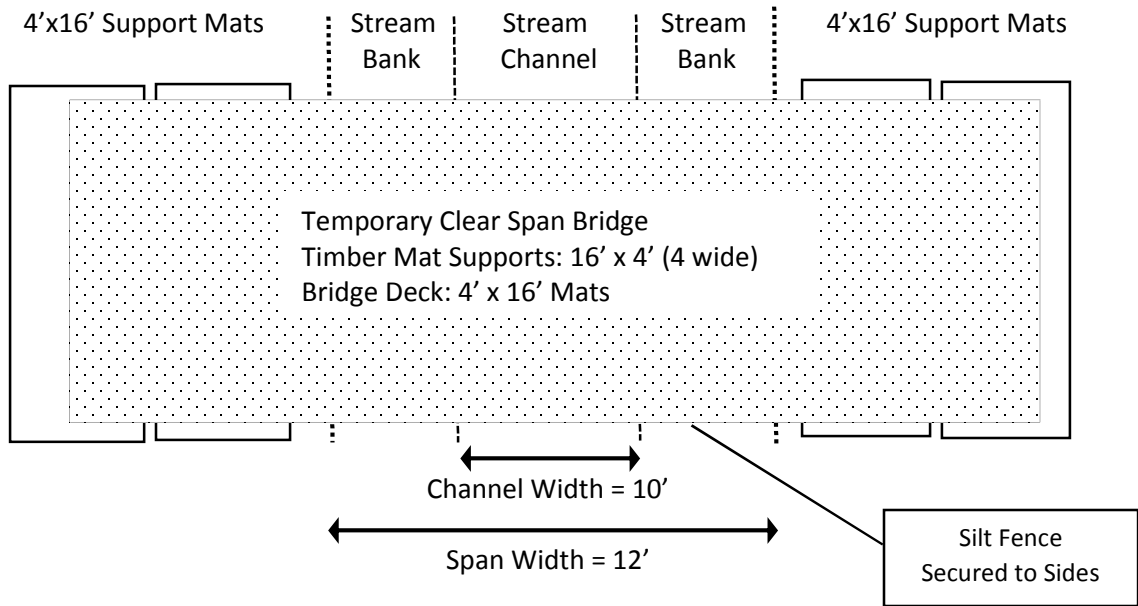 4’x16’ Support Mats
Stream
Bank
Stream
Channel
Stream
Bank
4’x16’ Support Mats
Temporary Clear Span Bridge
Timber Mat Supports: 16’ x 4’ (4 wide)
Bridge Deck: 4’ x 16’ Mats
Channel Width = 10’
Span Width = 12’
Silt Fence
Secured to Sides